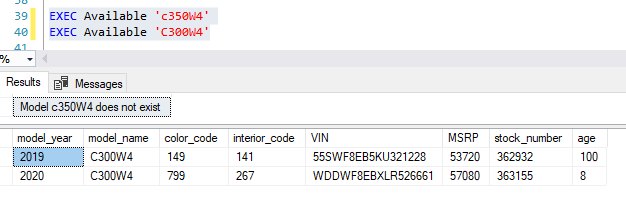 39 EXEC Available 'c350W4'
40 EXEC Available 'C300W4'
41
%
Results Messages
Model c350W4 does not exist
model_year model_name color_code interior_code VIN MSRP stock_number age
2019 C300W4 149 141 55SWF8EB5KU321228 53720 362932 100
2020 C300W4 799 267 WDDWF8EBXLR526661 57080 363155 8